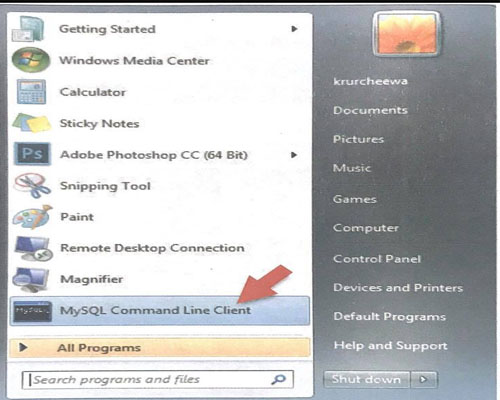 Getting Started
Windows Media Center
Calculator
Sticky Notes
Ps Adobe Photoshop CC (64 Bit)
Snipping Tool
Paint
Remote Desktop Connection
Magnifier
MySQL Command Line Client
All Programs
Search programs and files
krurcheewa
Documents
Pictures
Music
Games
Computer
Control Panel
Devices and Printers
Default Programs
Help and Support
Shut down